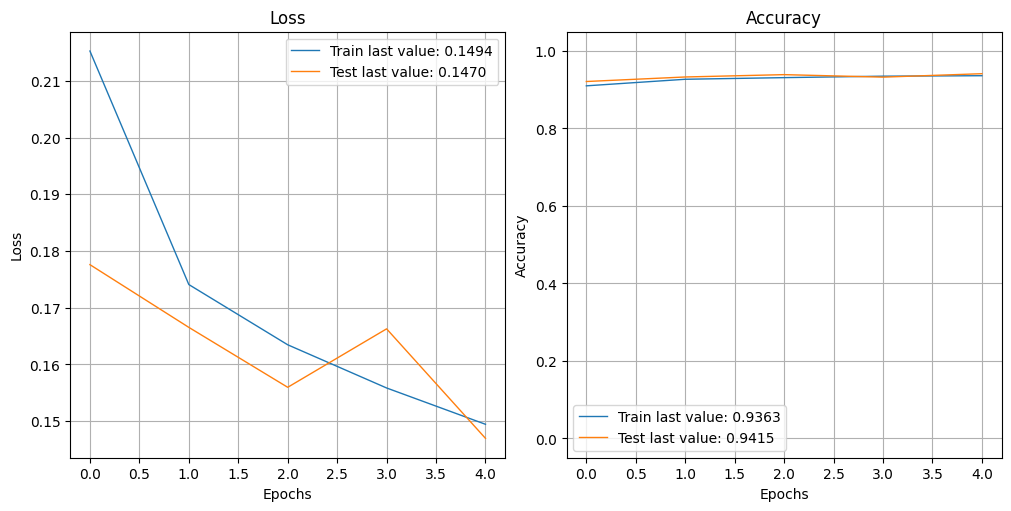 Loss
Train last value: 0.1494
Test last value: 0.1470
0.21
0.20
0.19
0.18
0.17
0.16
0.15
Loss
0.0 0.5 1.0 1.5 2.0 2.5 3.0 3.5 4.0
Epochs
Accuracy
1.0
0.8
0.6
0.4
0.2
0.0
Accuracy
Train last value: 0.9363
Test last value: 0.9415
0.0 0.5 1.0 1.5 2.0 2.5 3.0 3.5 4.0
Epochs